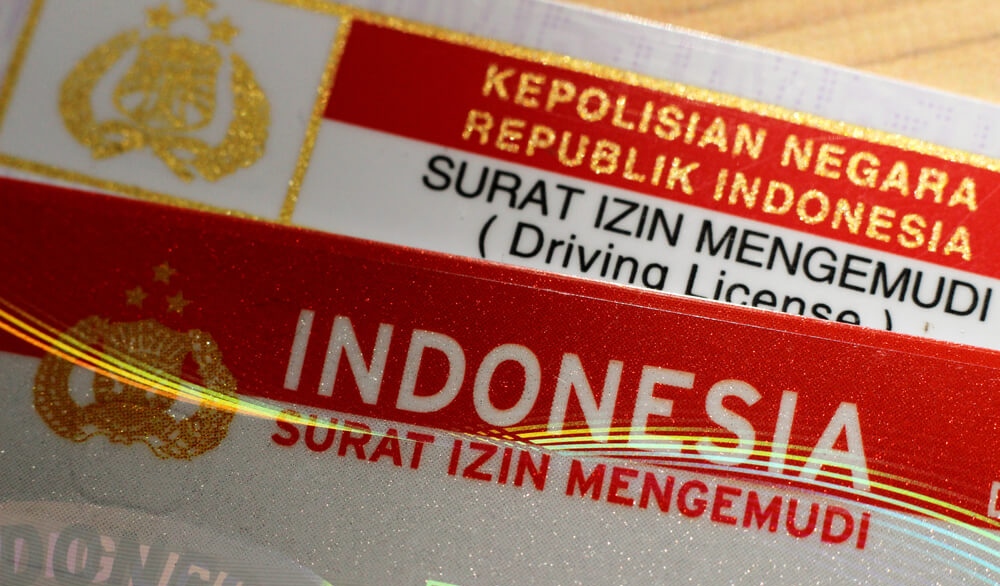 KEPOLISIAN NEGARA
REPUBLIK INDONESIA
SURAT IZIN MENGEMUDI
( Driving License )
INDONESIA
SURAT IZIN MENGEMUDI